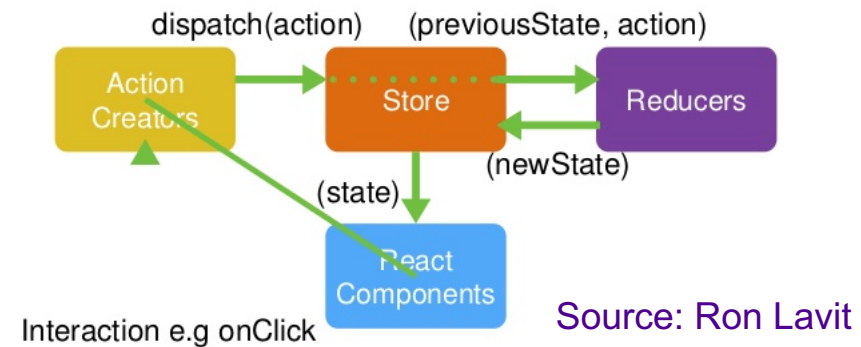 dispatch(action)
(previousState, action)
Action
Creators
Store
Reducers
(newState)
(state)
React
Components
Interaction e.g onClick
Source: Ron Lavit